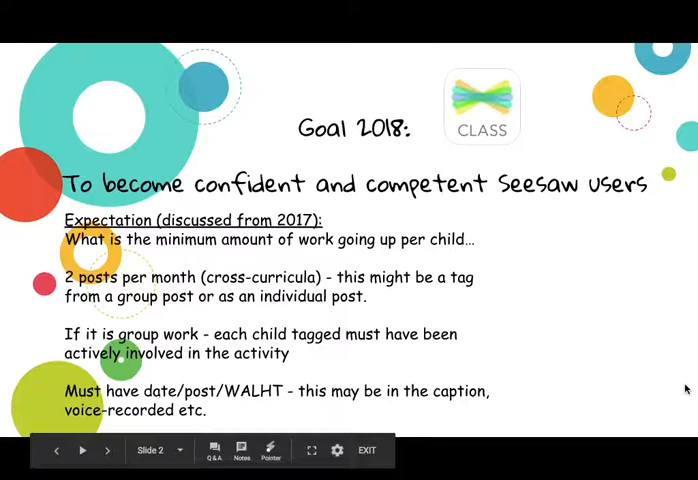 Goal 2018:
CLASS
To become confident and competent Seesaw users
Expectation (discussed from 2017):
What is the minimum amount of work going up per child...
2 posts per month (cross-curricula) - this might be a tag
from a group post or as an individual post.
If it is group work - each child tagged must have been
actively involved in the activity
Must have date/post/WALHT - this may be in the caption,
voice-recorded etc.
Slide 2
Q & A
Notes
Pointer
EXIT